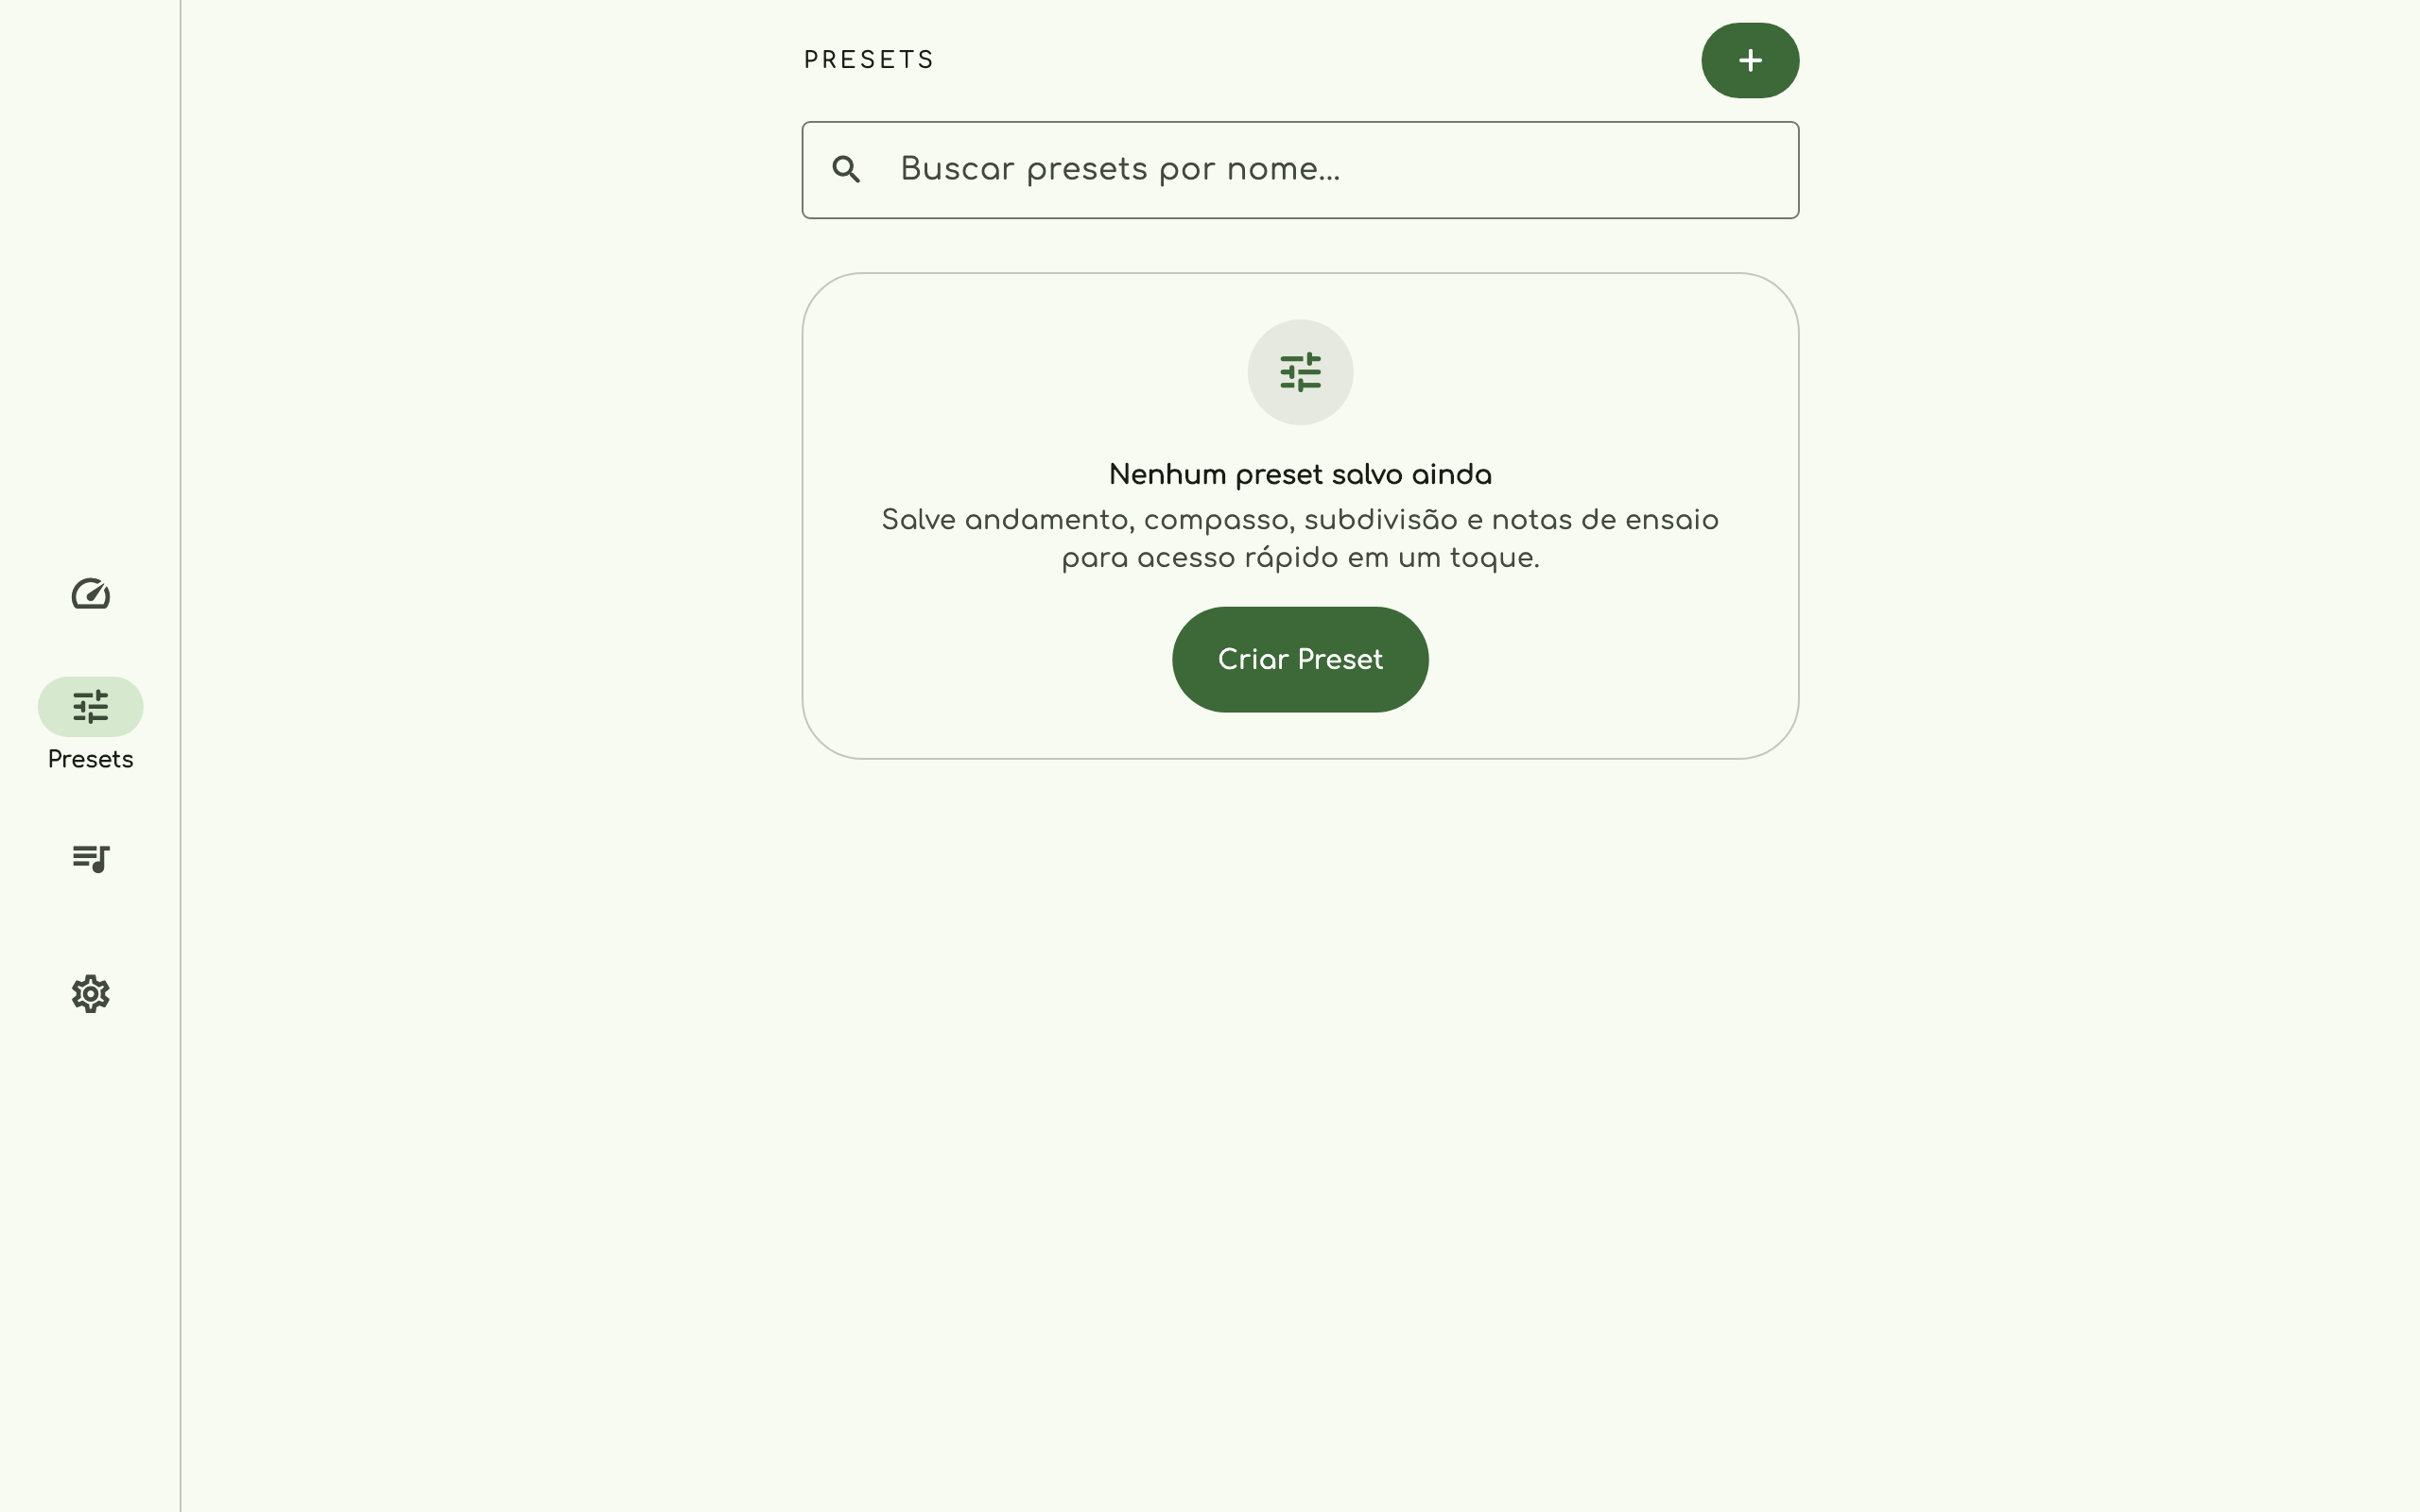 PRESETS
Buscar presets por nome...
Nenhum preset salvo ainda
Salve andamento, compasso, subdivisão e notas de ensaio
para acesso rápido em um toque.
Criar Preset
Presets